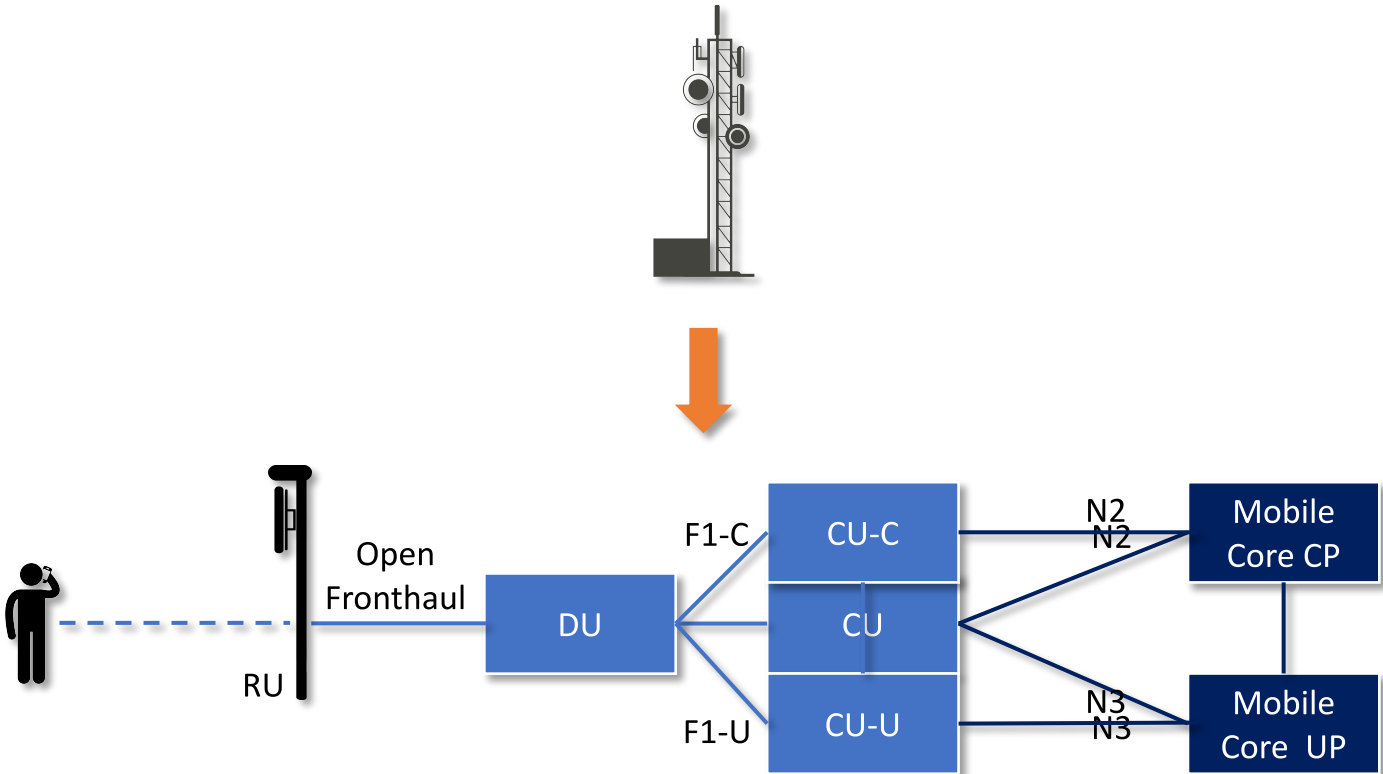 Open
Fronthaul
RU
DU
F1-C
F1-U
CU-C
CU
CU-U
N2
N2
N3
N3
Mobile
Core CP
Mobile
Core  UP